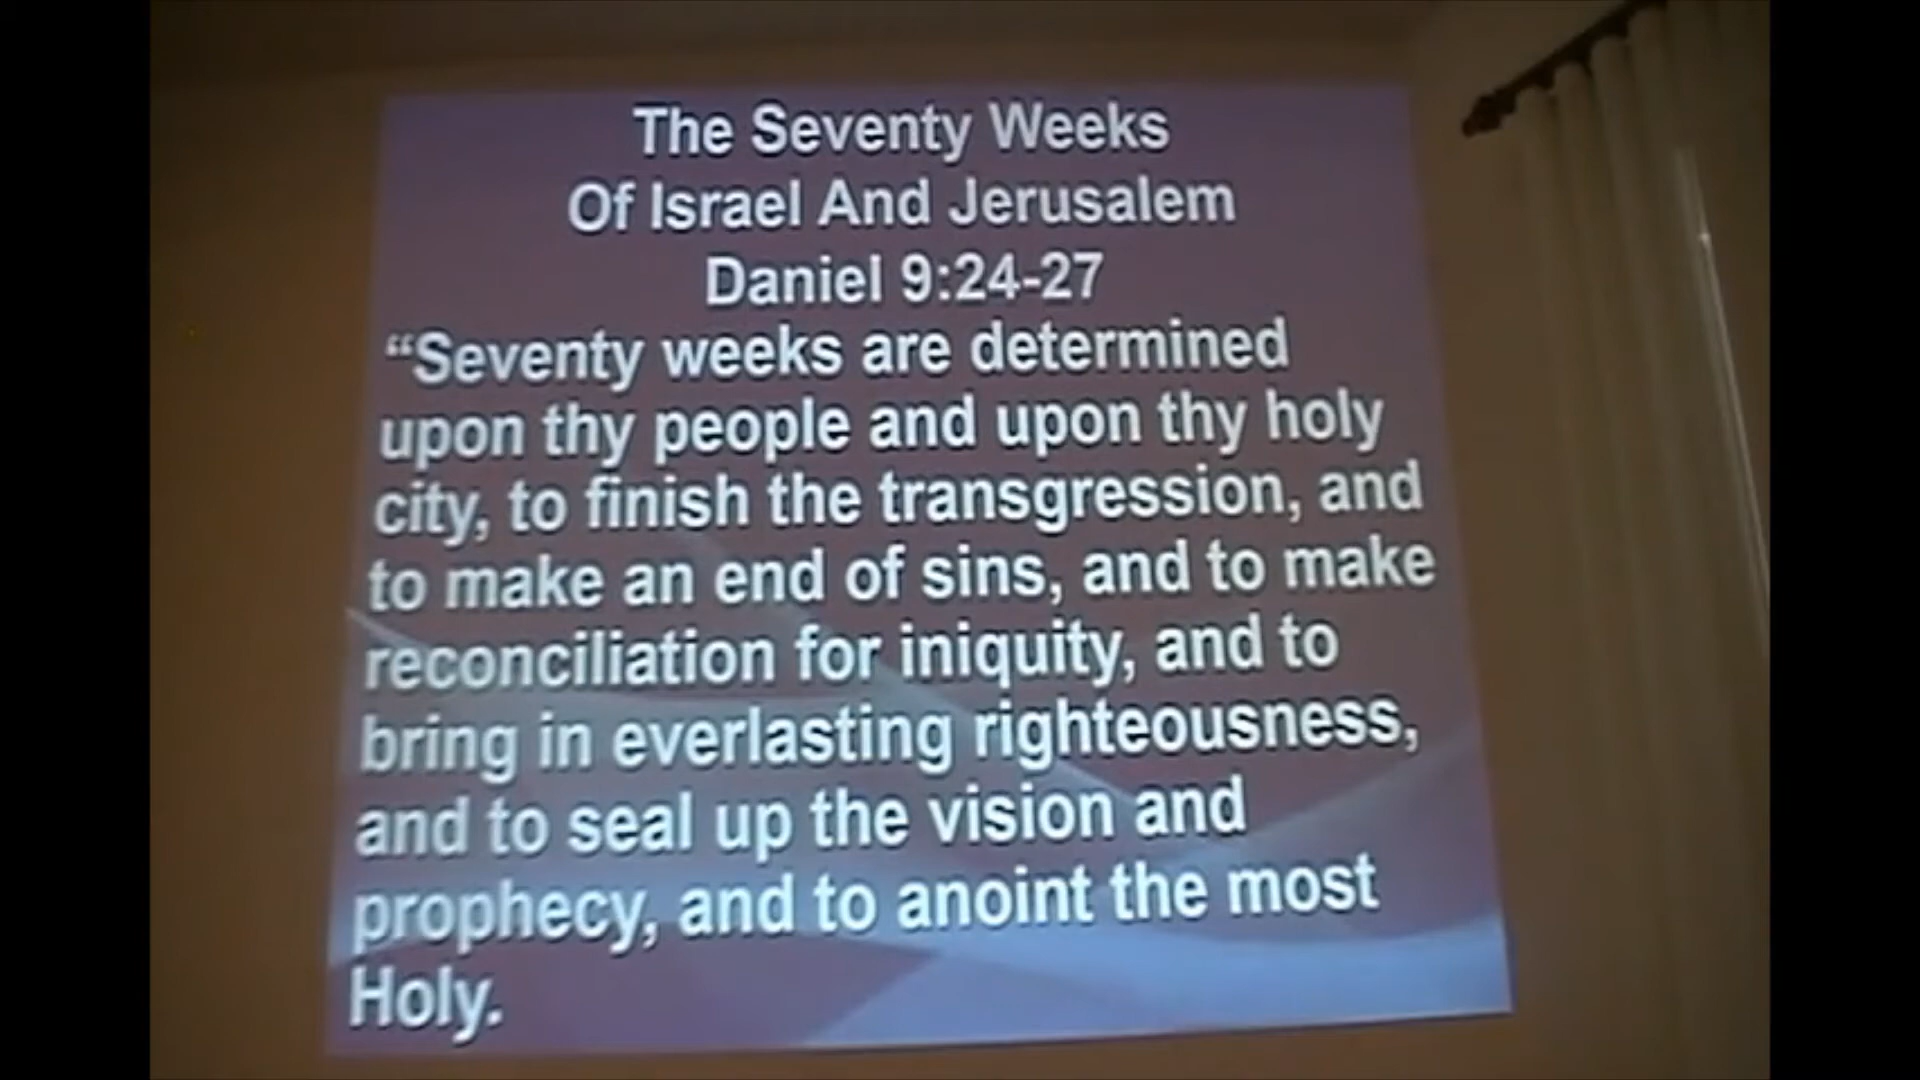 The Seventy Weeks
Of Israel And Jerusalem
Daniel 9:24-27
“Seventy weeks are determined
upon thy people and upon thy holy
city, to finish the transgression, and
to make an end of sins, and to make
reconciliation for iniquity, and to
bring in everlasting righteousness,
and to seal up the vision and
prophecy, and to anoint the most
Holy.